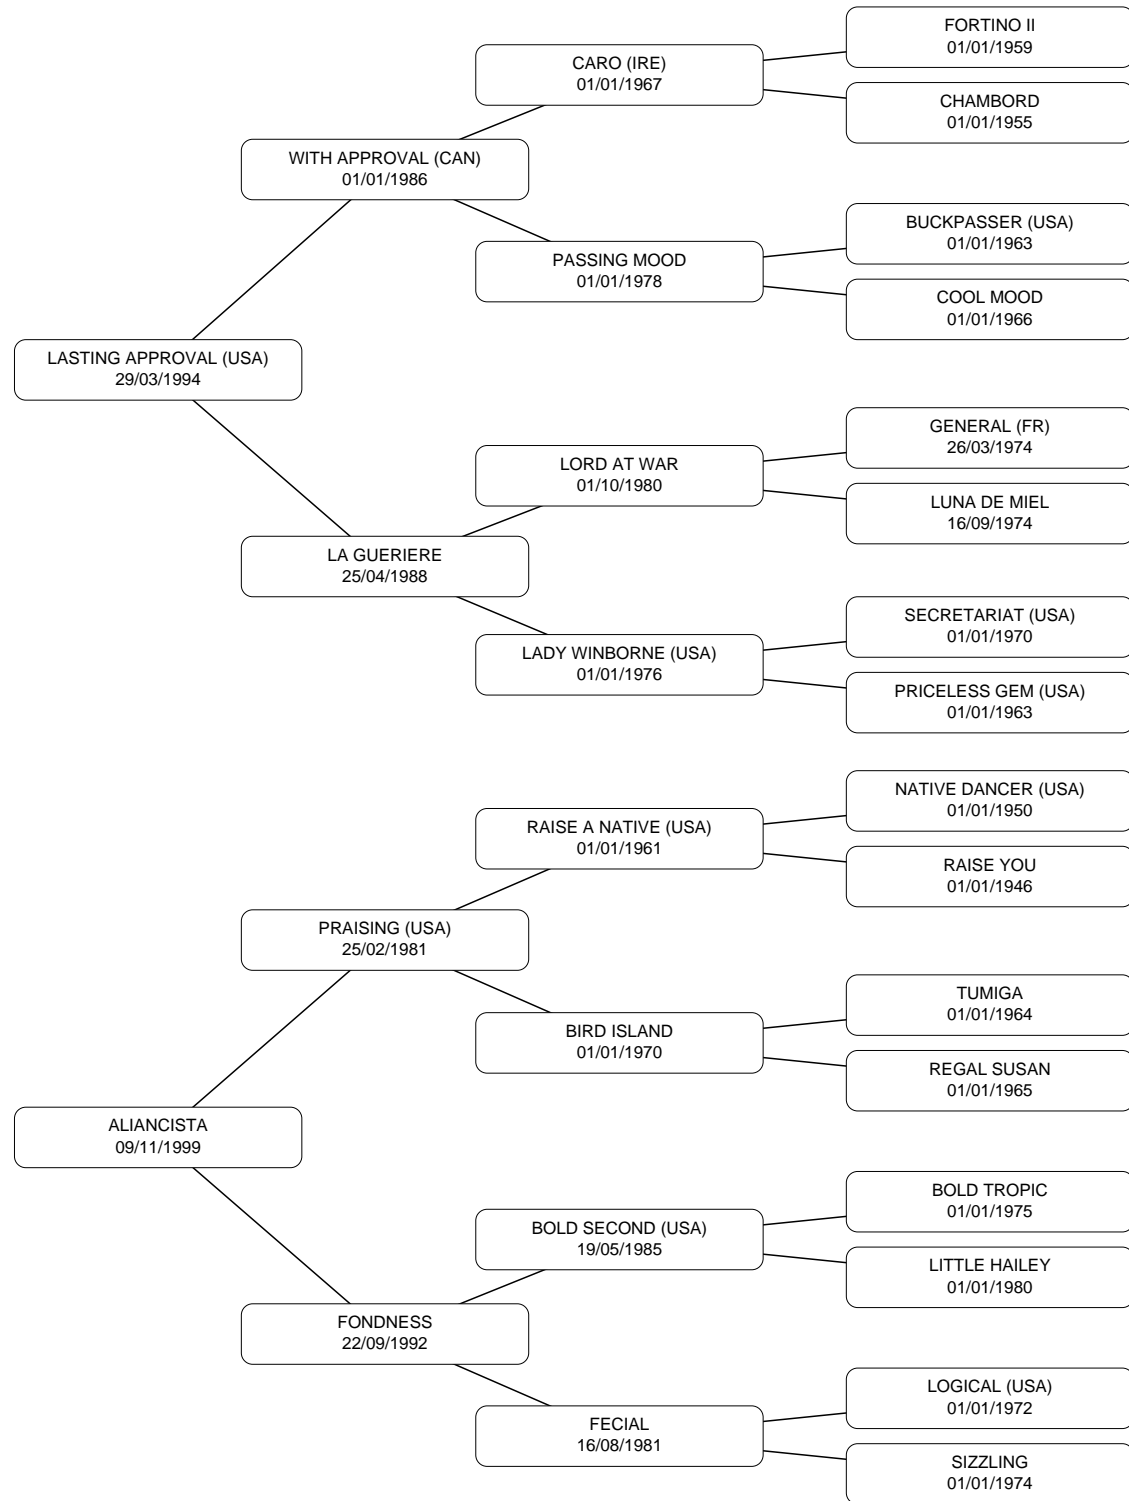 FORTINO II
01/01/1959
CARO (IRE)
01/01/1967
CHAMBORD
01/01/1955
WITH APPROVAL (CAN)
01/01/1986
BUCKPASSER (USA)
01/01/1963
PASSING MOOD
01/01/1978
COOL MOOD
01/01/1966
LASTING APPROVAL (USA)
29/03/1994
GENERAL (FR)
26/03/1974
LORD AT WAR
01/10/1980
LUNA DE MIEL
16/09/1974
LA GUERIERE
25/04/1988
SECRETARIAT (USA)
01/01/1970
LADY WINBORNE (USA)
01/01/1976
PRICELESS GEM (USA)
01/01/1963
NATIVE DANCER (USA)
01/01/1950
RAISE A NATIVE (USA)
01/01/1961
RAISE YOU
01/01/1946
PRAISING (USA)
25/02/1981
TUMIGA
01/01/1964
BIRD ISLAND
01/01/1970
REGAL SUSAN
01/01/1965
ALIANCISTA
09/11/1999
BOLD TROPIC
01/01/1975
BOLD SECOND (USA)
19/05/1985
LITTLE HAILEY
01/01/1980
FONDNESS
22/09/1992
LOGICAL (USA)
01/01/1972
FECIAL
16/08/1981
SIZZLING
01/01/1974